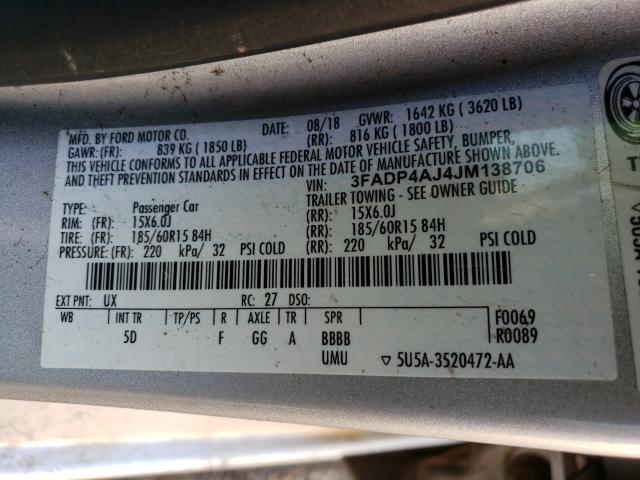 MFD. BY FORD MOTOR CO.
DATE: 08/18 GVWR: 1642 KG ( 3620 LB)
GAWR: (FR): 839 KG ( 1850 LB) (RR): 816 KG ( 1800 LB)
THIS VEHICLE CONFORMS TO ALL APPLICABLE FEDERAL MOTOR VEHICLE SAFETY, BUMPER,
AND THEFT PREVENTION STANDARDS IN EFFECT ON THE DATE OF MANUFACTURE SHOWN ABOVE.
VIN: 3FADP4AJ4JM138706
TYPE: Passenger Car TRAILER TOWING - SEE OWNER GUIDE
RIM: (FR): 15X6.0J (RR): 15X6.0J
TIRE: (FR): 185/60R15 84H (RR): 185/60R15 84H
PRESSURE: (FR): 220 kPa/ 32 PSI COLD (RR): 220 kPa/ 32 PSI COLD
EXT PNT: UX RC: 27 DSO:
WB INT TR TP/PS R AXLE TR SPR F0069
5D F GG A BBBB R0089
UMU ▽ 5U5A-3520472-AA